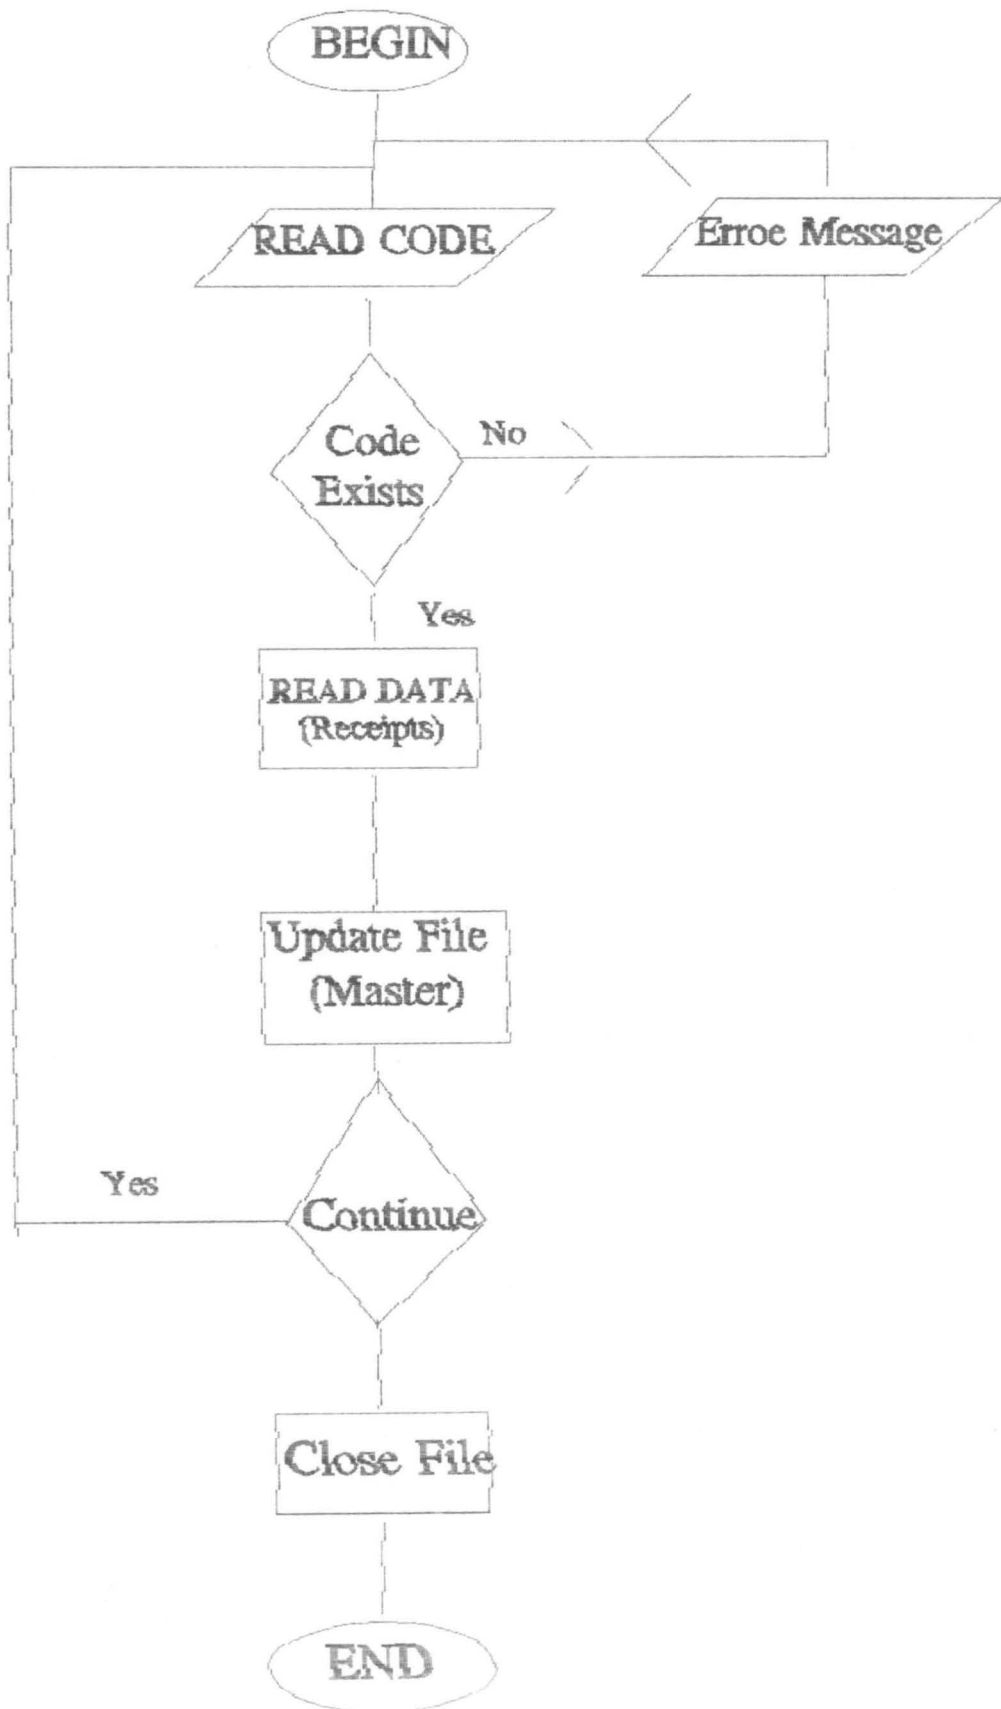 BEGIN
READ CODE
Erroe Message
Code
Exists
No
Yes
READ DATA
(Receipts)
Update File
(Master)
Yes
Continue
Close File
END